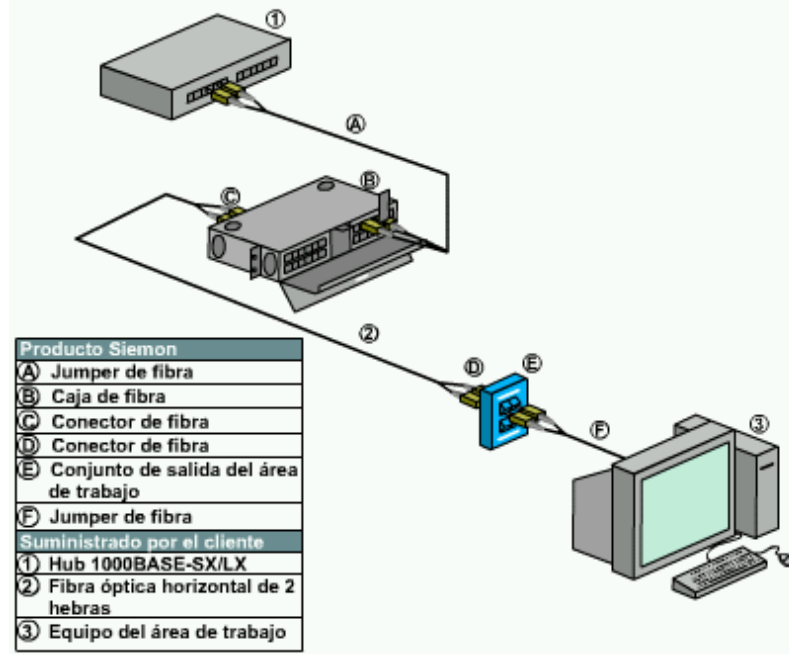 ①
Ⓐ
Ⓑ
Ⓒ
②
Ⓓ
Ⓔ
Ⓕ
③
Producto Siemon
Ⓐ Jumper de fibra
Ⓑ Caja de fibra
Ⓒ Conector de fibra
Ⓓ Conector de fibra
Ⓔ Conjunto de salida del área
de trabajo
Ⓕ Jumper de fibra
Suministrado por el cliente
① Hub 1000BASE-SX/LX
② Fibra óptica horizontal de 2
hebras
③ Equipo del área de trabajo